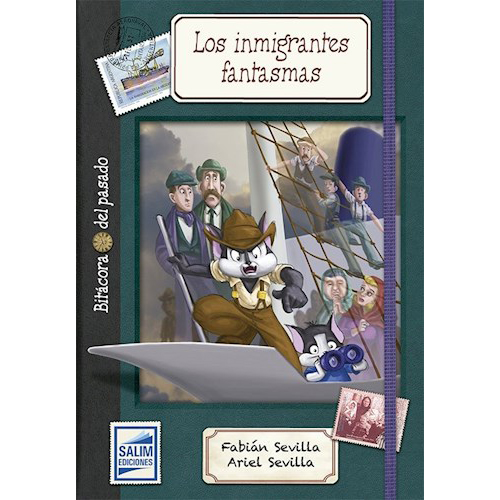 Los inmigrantes
fantasmas
Bitácora del pasado
SALIM
EDICIONES
Fabián Sevilla
Ariel Sevilla